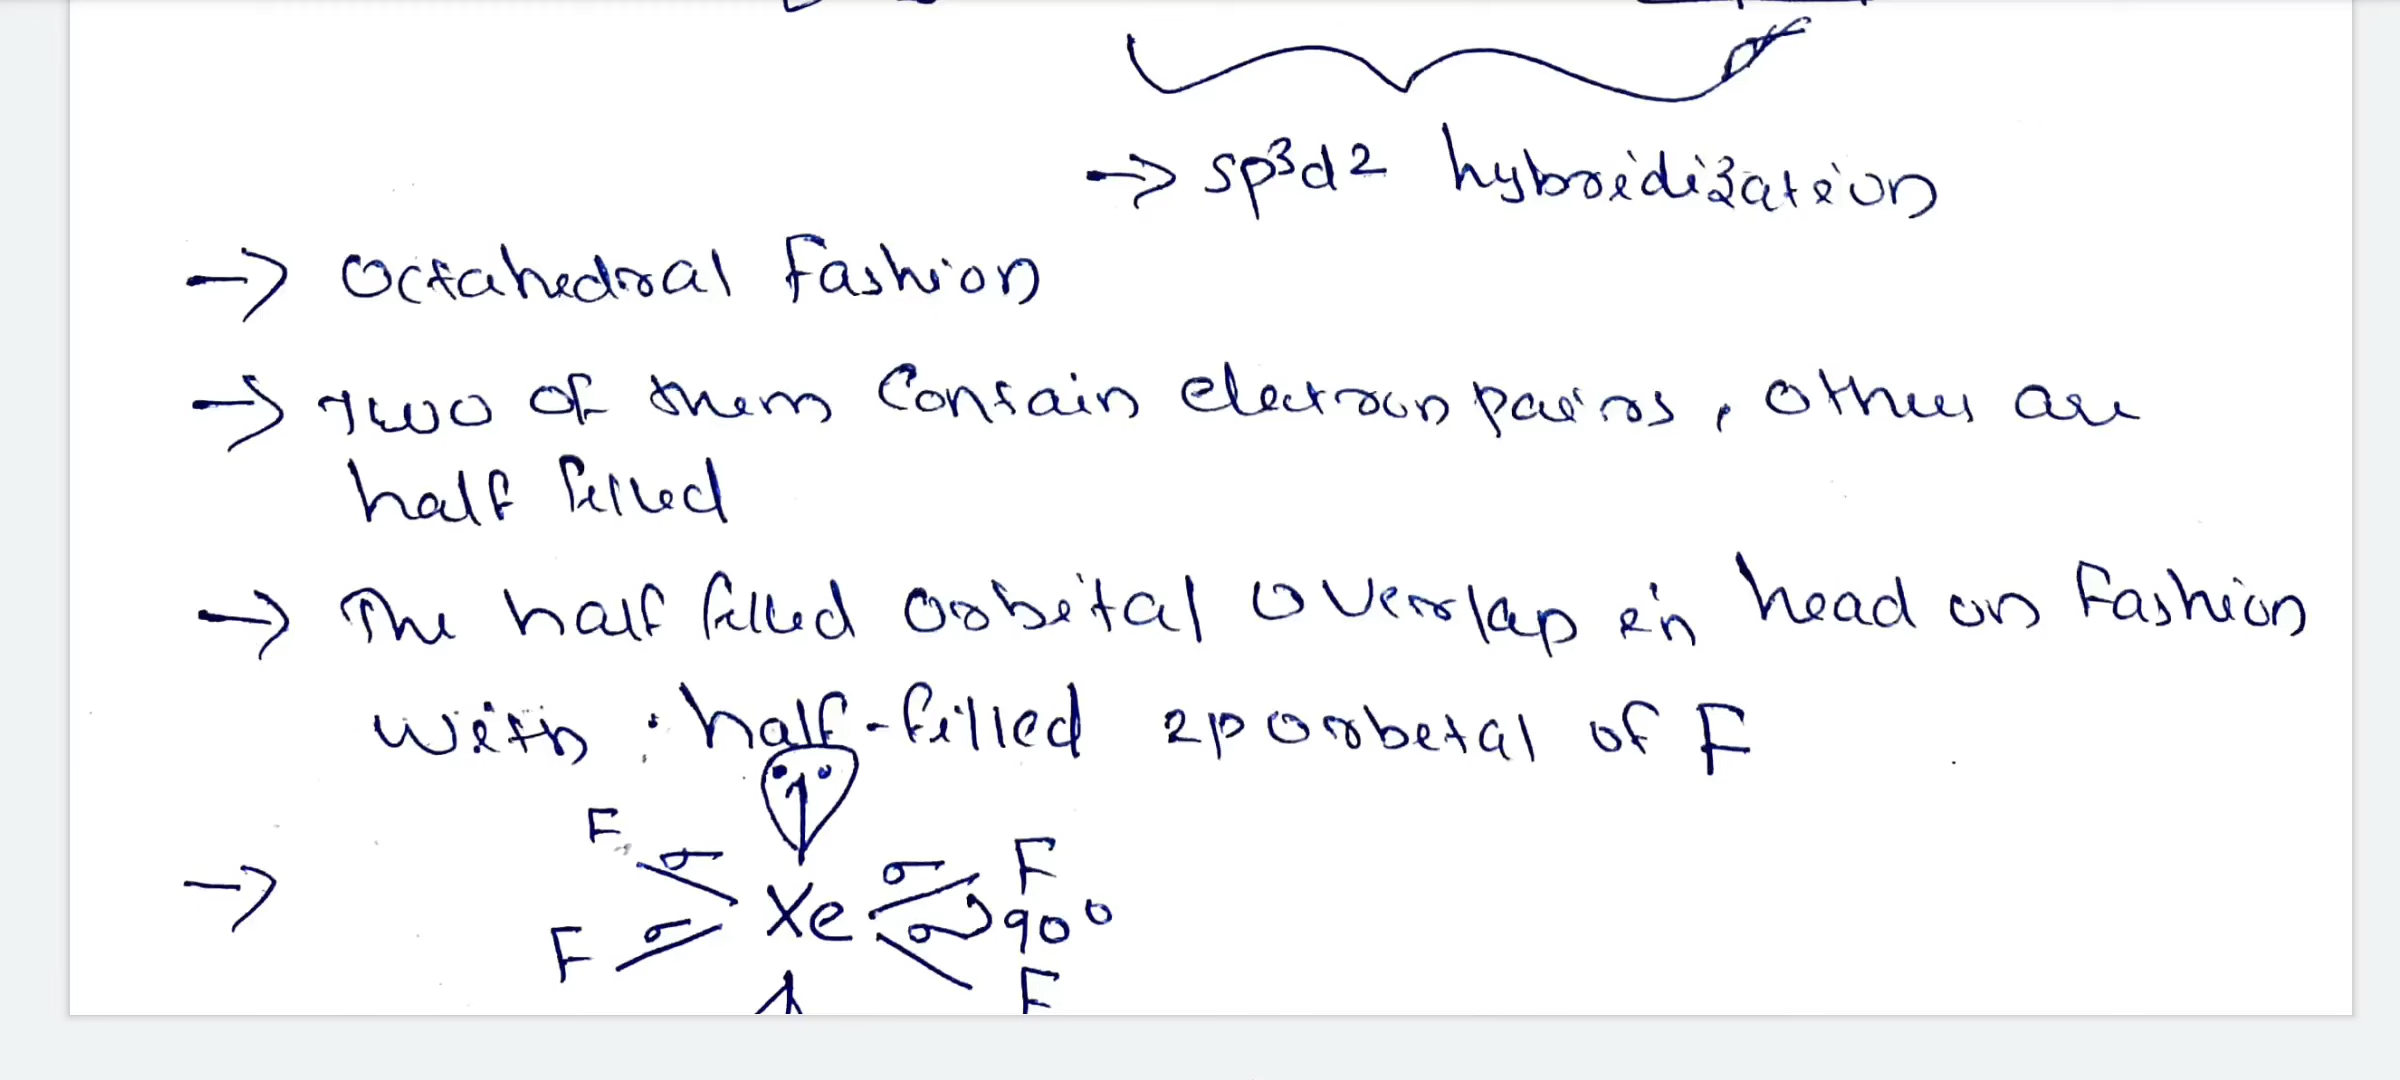 → sp³d2 hybridization
→ Octahedral fashion
→ Two of them Contain electron pairs, others are
half filled
→ The half filled orbital overlap in head on fashion
with half-filled 2p orbital of F
F σ F
→ σ Xe σ 90°
F σ F